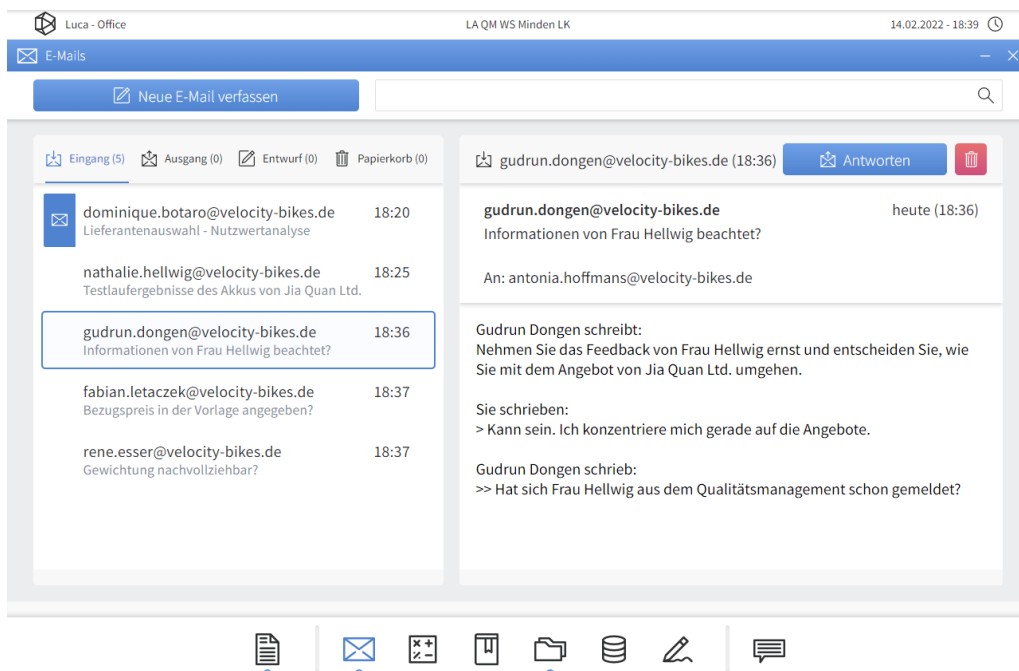 Luca - Office
LA QM WS Minden LK
14.02.2022 - 18:39
E-Mails
Neue E-Mail verfassen
Eingang (5)
Ausgang (0)
Entwurf (0)
Papierkorb (0)
dominique.botaro@velocity-bikes.de 18:20
Lieferantenauswahl - Nutzwertanalyse
nathalie.hellwig@velocity-bikes.de 18:25
Testlaufergebnisse des Akkus von Jia Quan Ltd.
gudrun.dongen@velocity-bikes.de 18:36
Informationen von Frau Hellwig beachtet?
fabian.letaczek@velocity-bikes.de 18:37
Bezugspreis in der Vorlage angegeben?
rene.esser@velocity-bikes.de 18:37
Gewichtung nachvollziehbar?
gudrun.dongen@velocity-bikes.de (18:36)
Antworten
gudrun.dongen@velocity-bikes.de heute (18:36)
Informationen von Frau Hellwig beachtet?
An: antonia.hoffmans@velocity-bikes.de
Gudrun Dongen schreibt:
Nehmen Sie das Feedback von Frau Hellwig ernst und entscheiden Sie, wie
Sie mit dem Angebot von Jia Quan Ltd. umgehen.
Sie schrieben:
> Kann sein. Ich konzentriere mich gerade auf die Angebote.
Gudrun Dongen schrieb:
>> Hat sich Frau Hellwig aus dem Qualitätsmanagement schon gemeldet?